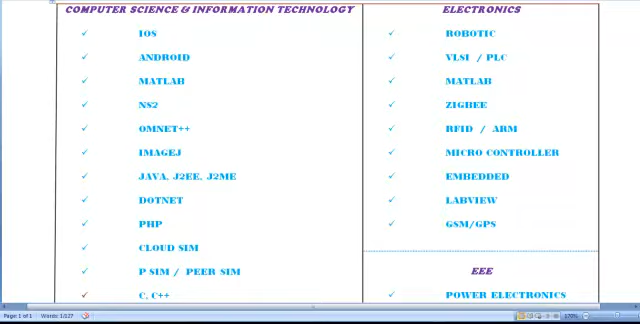 COMPUTER SCIENCE & INFORMATION TECHNOLOGY
✓ IOS
✓ ANDROID
✓ MATLAB
✓ NS2
✓ OMNET++
✓ IMAGEJ
✓ JAVA, J2EE, J2ME
✓ DOTNET
✓ PHP
✓ CLOUD SIM
✓ P SIM / PEER SIM
✓ C, C++
ELECTRONICS
✓ ROBOTIC
✓ VLSI / PLC
✓ MATLAB
✓ ZIGBEE
✓ RFID / ARM
✓ MICRO CONTROLLER
✓ EMBEDDED
✓ LABVIEW
✓ GSM/GPS
EEE
✓ POWER ELECTRONICS
Page: 1 of 1 Words: 1/127 170%